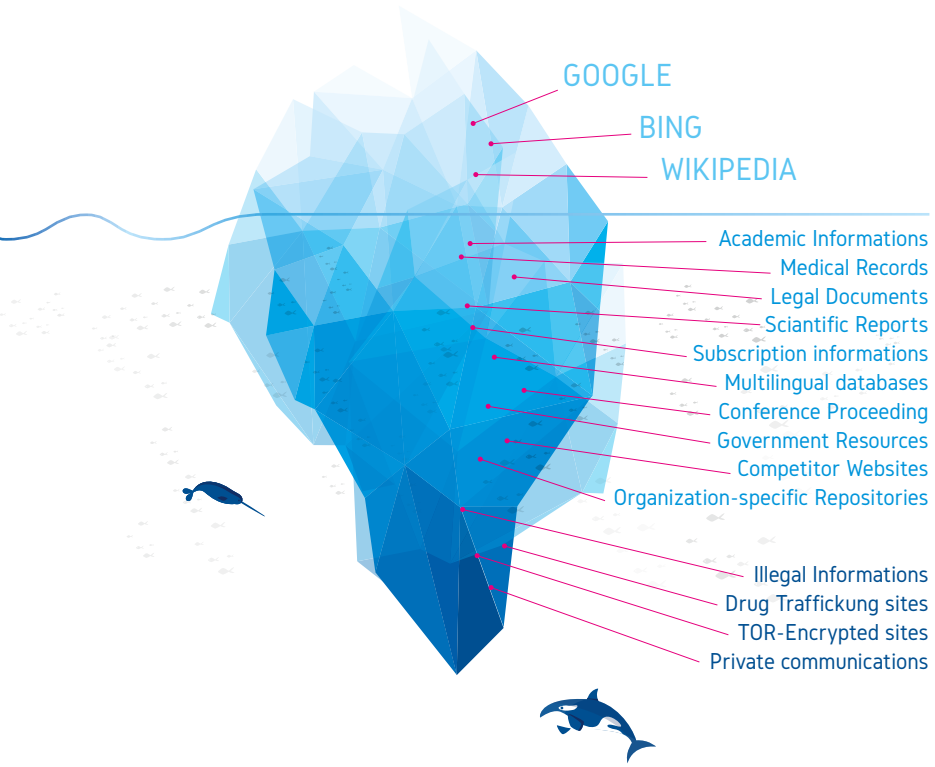 GOOGLE
BING
WIKIPEDIA
Academic Informations
Medical Records
Legal Documents
Sciantific Reports
Subscription informations
Multilingual databases
Conference Proceeding
Government Resources
Competitor Websites
Organization-specific Repositories
Illegal Informations
Drug Traffickung sites
TOR-Encrypted sites
Private communications